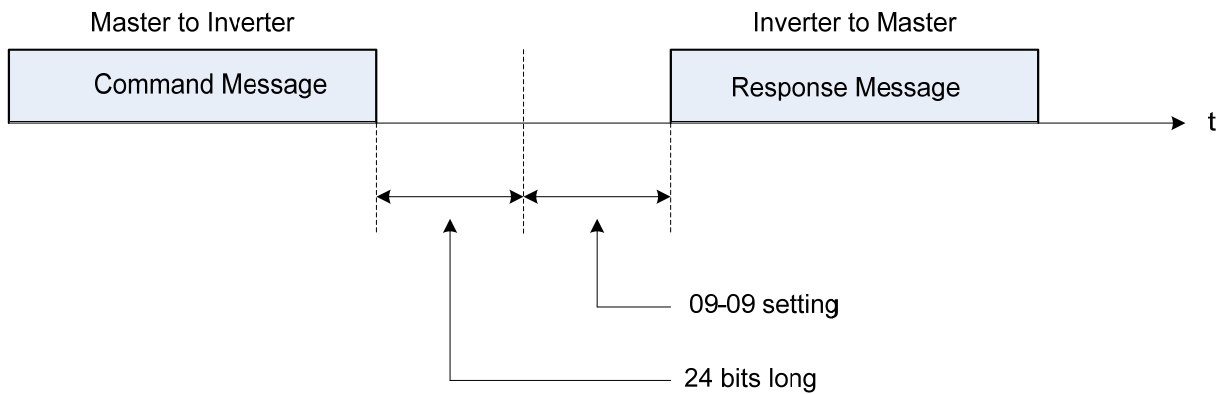 Master to Inverter
Inverter to Master
Command Message
Response Message
t
09-09 setting
24 bits long